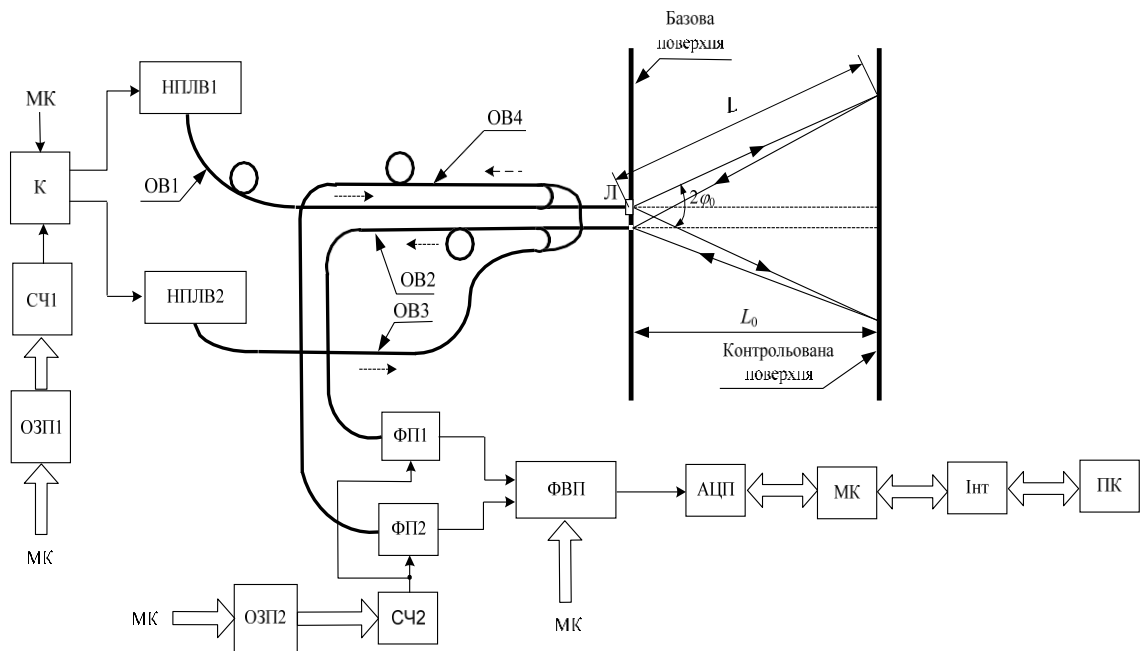 Базова
поверхня
НПЛВ1
МК
ОВ4
L
К
ОВ1
Л
2φ₀
ОВ2
СЧ1
НПЛВ2
ОВ3
L₀
Контрольована
поверхня
ОЗП1
ФП1
ФВП
АЦП
МК
Інт
ПК
ФП2
МК
МК
ОЗП2
СЧ2
МК